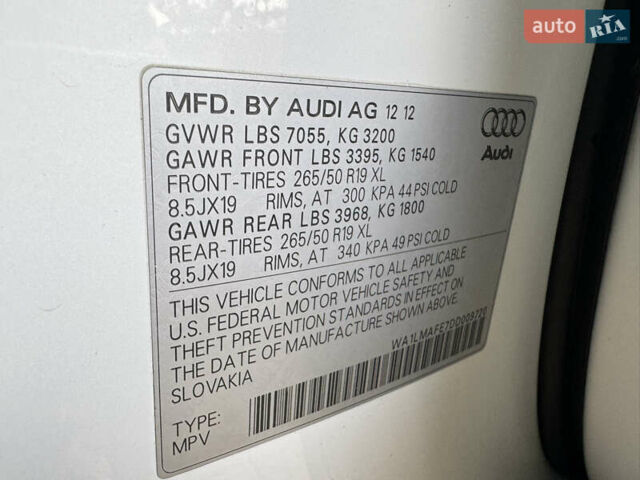 auto RIA.com
MFD. BY AUDI AG 12 12
GVWR LBS 7055, KG 3200
GAWR FRONT LBS 3395, KG 1540
FRONT-TIRES 265/50 R19 XL
8.5JX19 RIMS, AT 300 KPA 44 PSI COLD
GAWR REAR LBS 3968, KG 1800
REAR-TIRES 265/50 R19 XL
8.5JX19 RIMS, AT 340 KPA 49 PSI COLD
Audi
THIS VEHICLE CONFORMS TO ALL APPLICABLE
U.S. FEDERAL MOTOR VEHICLE SAFETY AND
THEFT PREVENTION STANDARDS IN EFFECT ON
THE DATE OF MANUFACTURE SHOWN ABOVE.
SLOVAKIA
WA1LMAFE7DD009720
TYPE:
MPV